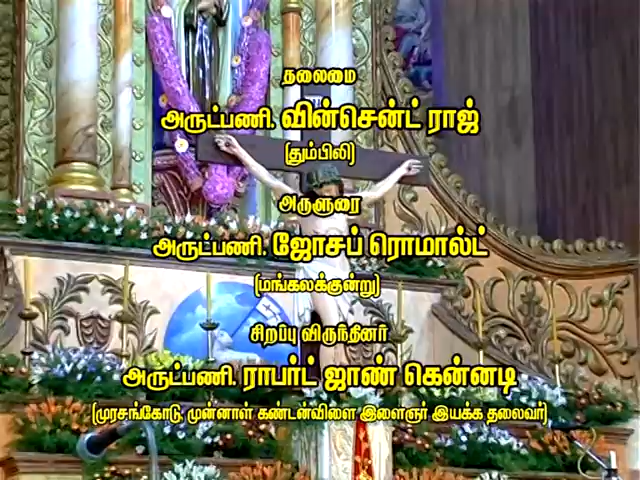 தலைமை
அருட்பணி. வின்சென்ட் ராஜ்
(தும்பிலி)
அருளுரை
அருட்பணி. ஜோசப் ரொமால்ட்
(மங்கலக்குன்று)
சிறப்பு விருந்தினர்
அருட்பணி. ராபர்ட் ஜாண் கென்னடி
(முரசங்கோடு, முன்னாள் கண்டன்விளை இளைஞர் இயக்க தலைவர்)